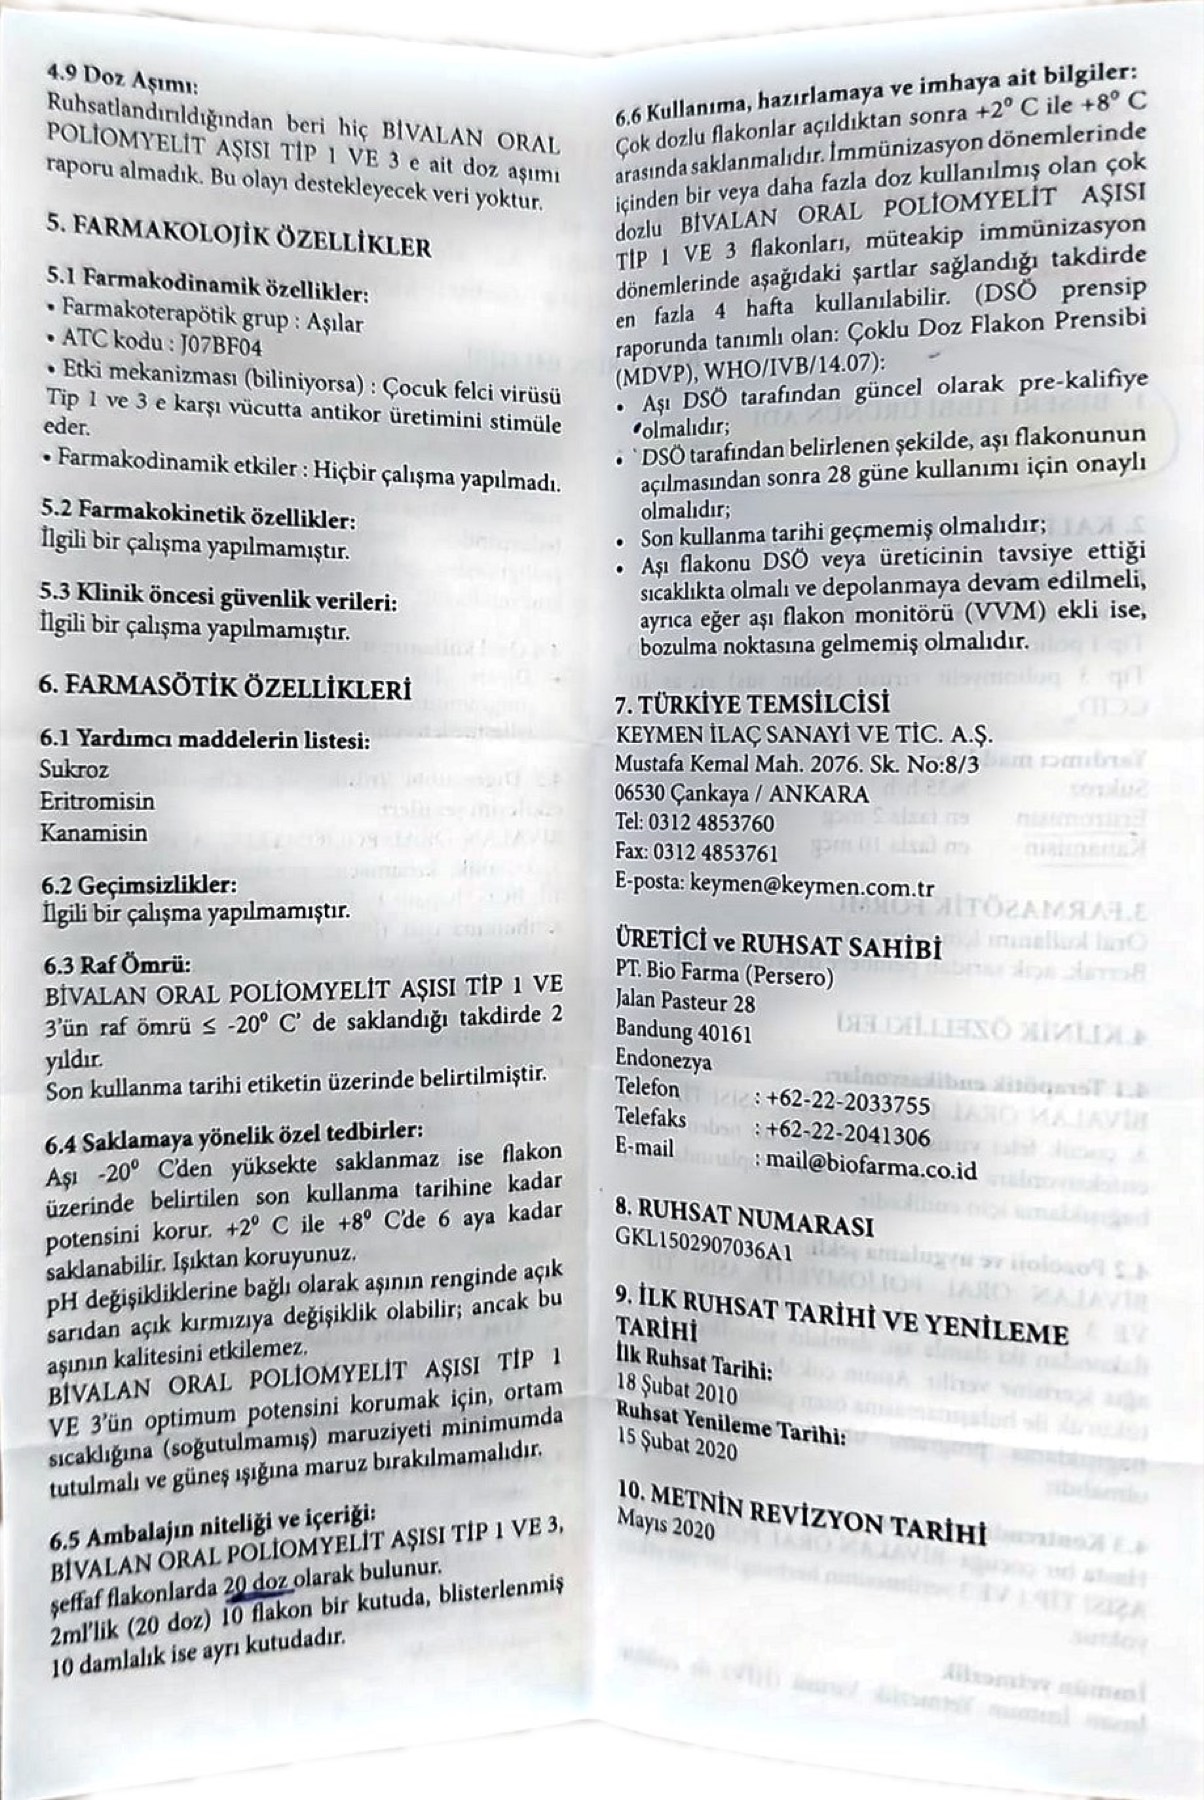 4.9 Doz Aşımı:
Ruhsatlandırıldığından beri hiç BİVALAN ORAL
POLİOMYELİT AŞISI TİP 1 VE 3 e ait doz aşımı
raporu almadık. Bu olayı destekleyecek veri yoktur.
5. FARMAKOLOJİK ÖZELLİKLER
5.1 Farmakodinamik özellikler:
• Farmakoterapötik grup : Aşılar
• ATC kodu : J07BF04
• Etki mekanizması (biliniyorsa) : Çocuk felci virüsü
Tip 1 ve 3 e karşı vücutta antikor üretimini stimüle
eder.
• Farmakodinamik etkiler : Hiçbir çalışma yapılmadı.
5.2 Farmakokinetik özellikler:
İlgili bir çalışma yapılmamıştır.
5.3 Klinik öncesi güvenlik verileri:
İlgili bir çalışma yapılmamıştır.
6. FARMASÖTİK ÖZELLİKLERİ
6.1 Yardımcı maddelerin listesi:
Sukroz
Eritromisin
Kanamisin
6.2 Geçimsizlikler:
İlgili bir çalışma yapılmamıştır.
6.3 Raf Ömrü:
BİVALAN ORAL POLİOMYELİT AŞISI TİP 1 VE
3'ün raf ömrü ≤ -20⁰ C' de saklandığı takdirde 2
yıldır.
Son kullanma tarihi etiketin üzerinde belirtilmiştir.
6.4 Saklamaya yönelik özel tedbirler:
Aşı -20⁰ C'den yüksekte saklanmaz ise flakon
üzerinde belirtilen son kullanma tarihine kadar
potensini korur. +2⁰ C ile +8⁰ C'de 6 aya kadar
saklanabilir. Işıktan koruyunuz.
pH değişikliklerine bağlı olarak aşının renginde açık
sarıdan açık kırmızıya değişiklik olabilir; ancak bu
aşının kalitesini etkilemez.
BİVALAN ORAL POLİOMYELİT AŞISI TİP 1
VE 3'ün optimum potensini korumak için, ortam
sıcaklığına (soğutulmamış) maruziyeti minimumda
tutulmalı ve güneş ışığına maruz bırakılmamalıdır.
6.5 Ambalajın niteliği ve içeriği:
BİVALAN ORAL POLİOMYELİT AŞISI TİP 1 VE 3,
şeffaf flakonlarda 20 doz olarak bulunur.
2ml'lik (20 doz) 10 flakon bir kutuda, blisterlenmiş
10 damlalık ise ayrı kutudadır.
6.6 Kullanıma, hazırlamaya ve imhaya ait bilgiler:
Çok dozlu flakonlar açıldıktan sonra +2⁰ C ile +8⁰ C
arasında saklanmalıdır. İmmünizasyon dönemlerinde
içinden bir veya daha fazla doz kullanılmış olan çok
dozlu BİVALAN ORAL POLİOMYELİT AŞISI
TİP 1 VE 3 flakonları, müteakip immünizasyon
dönemlerinde aşağıdaki şartlar sağlandığı takdirde
en fazla 4 hafta kullanılabilir. (DSÖ prensip
raporunda tanımlı olan: Çoklu Doz Flakon Prensibi
(MDVP), WHO/IVB/14.07):
• Aşı DSÖ tarafından güncel olarak pre-kalifiye
olmalıdır;
• DSÖ tarafından belirlenen şekilde, aşı flakonunun
açılmasından sonra 28 güne kullanımı için onaylı
olmalıdır;
• Son kullanma tarihi geçmemiş olmalıdır;
• Aşı flakonu DSÖ veya üreticinin tavsiye ettiği
sıcaklıkta olmalı ve depolanmaya devam edilmeli,
ayrıca eğer aşı flakon monitörü (VVM) ekli ise,
bozulma noktasına gelmemiş olmalıdır.
7. TÜRKİYE TEMSİLCİSİ
KEYMEN İLAÇ SANAYİ VE TİC. A.Ş.
Mustafa Kemal Mah. 2076. Sk. No:8/3
06530 Çankaya / ANKARA
Tel: 0312 4853760
Fax: 0312 4853761
E-posta: keymen@keymen.com.tr
ÜRETİCİ ve RUHSAT SAHİBİ
PT. Bio Farma (Persero)
Jalan Pasteur 28
Bandung 40161
Endonezya
Telefon : +62-22-2033755
Telefaks : +62-22-2041306
E-mail : mail@biofarma.co.id
8. RUHSAT NUMARASI
GKL1502907036A1
9. İLK RUHSAT TARİHİ VE YENİLEME
TARİHİ
İlk Ruhsat Tarihi:
18 Şubat 2010
Ruhsat Yenileme Tarihi:
15 Şubat 2020
10. METNİN REVİZYON TARİHİ
Mayıs 2020